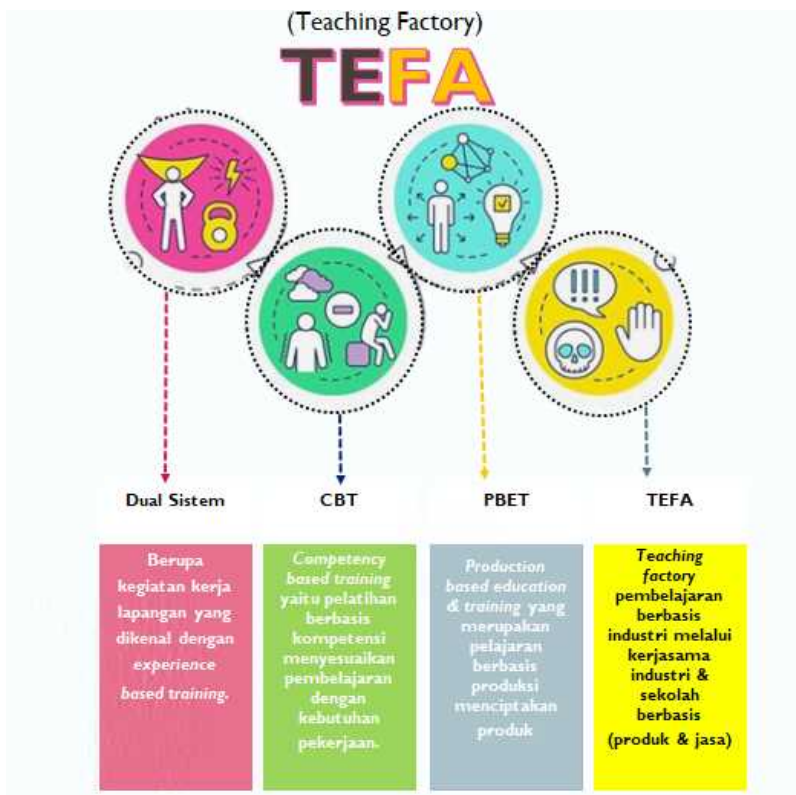 (Teaching Factory)
TEFA
!!!
Dual Sistem
Berupa
kegiatan kerja
lapangan yang
dikenal dengan
experience
based training.
CBT
Competency
based training
yaitu pelatihan
berbasis
kompetensi
menyesuaikan
pembelajaran
dengan
kebutuhan
pekerjaan.
PBET
Production
based education
& training yang
merupakan
pelajaran
berbasis
produksi
menciptakan
produk
TEFA
Teaching
factory
pembelajaran
berbasis
industri melalui
kerjasama
industri &
sekolah
berbasis
(produk & jasa)